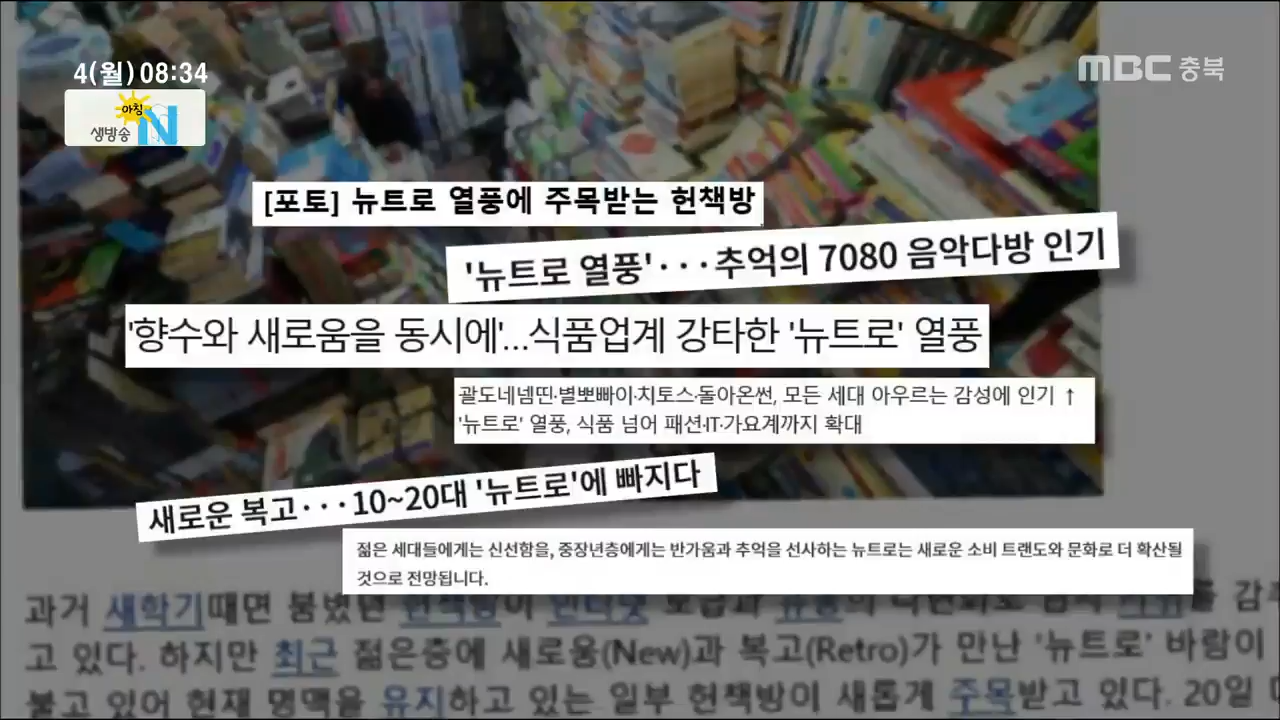 4(월) 08:34
MBC 충북
아침
생방송 N
[포토] 뉴트로 열풍에 주목받는 헌책방
'뉴트로 열풍'···추억의 7080 음악다방 인기
'향수와 새로움을 동시에'...식품업계 강타한 '뉴트로' 열풍
괄도네넴띤·별뽀빠이·치토스·돌아온썬, 모든 세대 아우르는 감성에 인기 ↑
'뉴트로' 열풍, 식품 넘어 패션·IT·가요계까지 확대
새로운 복고···10~20대 '뉴트로'에 빠지다
젊은 세대들에게는 신선함을, 중장년층에게는 반가움과 추억을 선사하는 뉴트로는 새로운 소비 트랜드와 문화로 더 확산될
것으로 전망됩니다.
과거 새학기때면 붐볐던 헌책방이 인터넷 보급과
고 있다. 하지만 최근 젊은층에 새로움(New)과 복고(Retro)가 만난 '뉴트로' 바람이
불고 있어 현재 명맥을 유지하고 있는 일부 헌책방이 새롭게 주목받고 있다. 20일